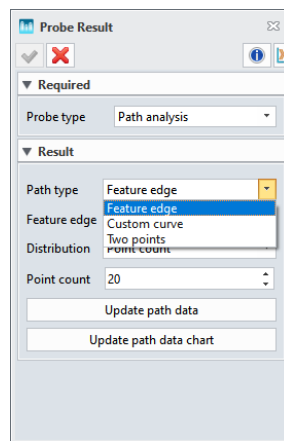 Probe Result
Required
Probe type Path analysis
Result
Path type Feature edge
Feature edge
Custom curve
Two points
Feature edge
Distribution Point count
Point count 20
Update path data
Update path data chart